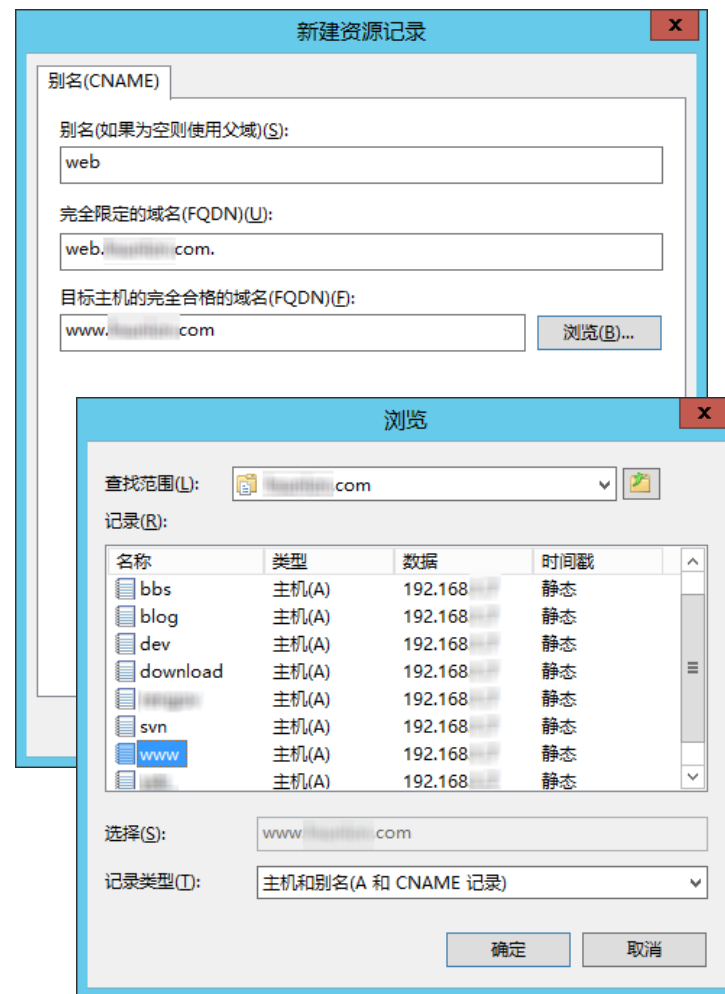 新建资源记录
x
别名(CNAME)
别名(如果为空则使用父域)(S):
web
完全限定的域名(FQDN)(U):
web. com.
目标主机的完全合格的域名(FQDN)(F):
www. com
浏览(B)...
浏览
x
查找范围(L): .com
记录(R):
名称 类型 数据 时间戳
bbs 主机(A) 192.168 静态
blog 主机(A) 192.168 静态
dev 主机(A) 192.168 静态
download 主机(A) 192.168 静态
主机(A) 192.168 静态
svn 主机(A) 192.168 静态
www 主机(A) 192.168 静态
主机(A) 192.168 静态
选择(S): www .com
记录类型(T): 主机和别名(A 和 CNAME 记录)
确定 取消